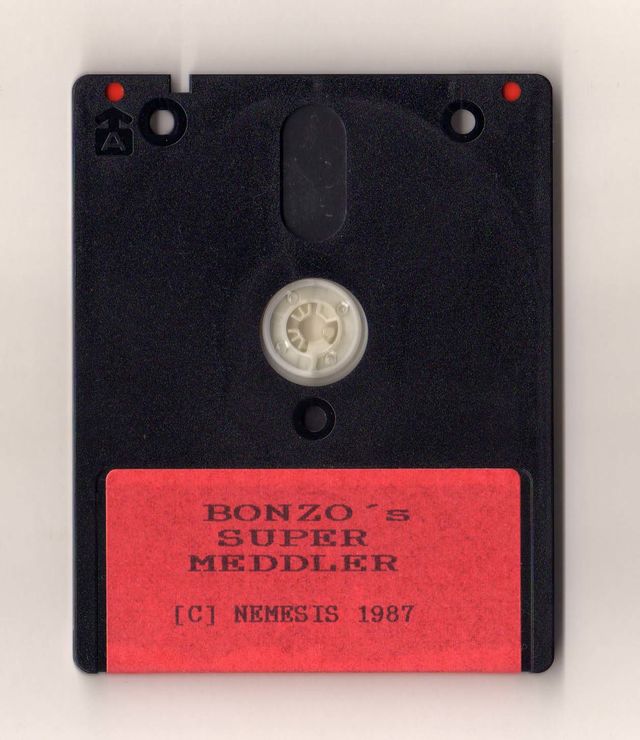 A
BONZO´s
SUPER
MEDDLER
[C] NEMESIS 1987